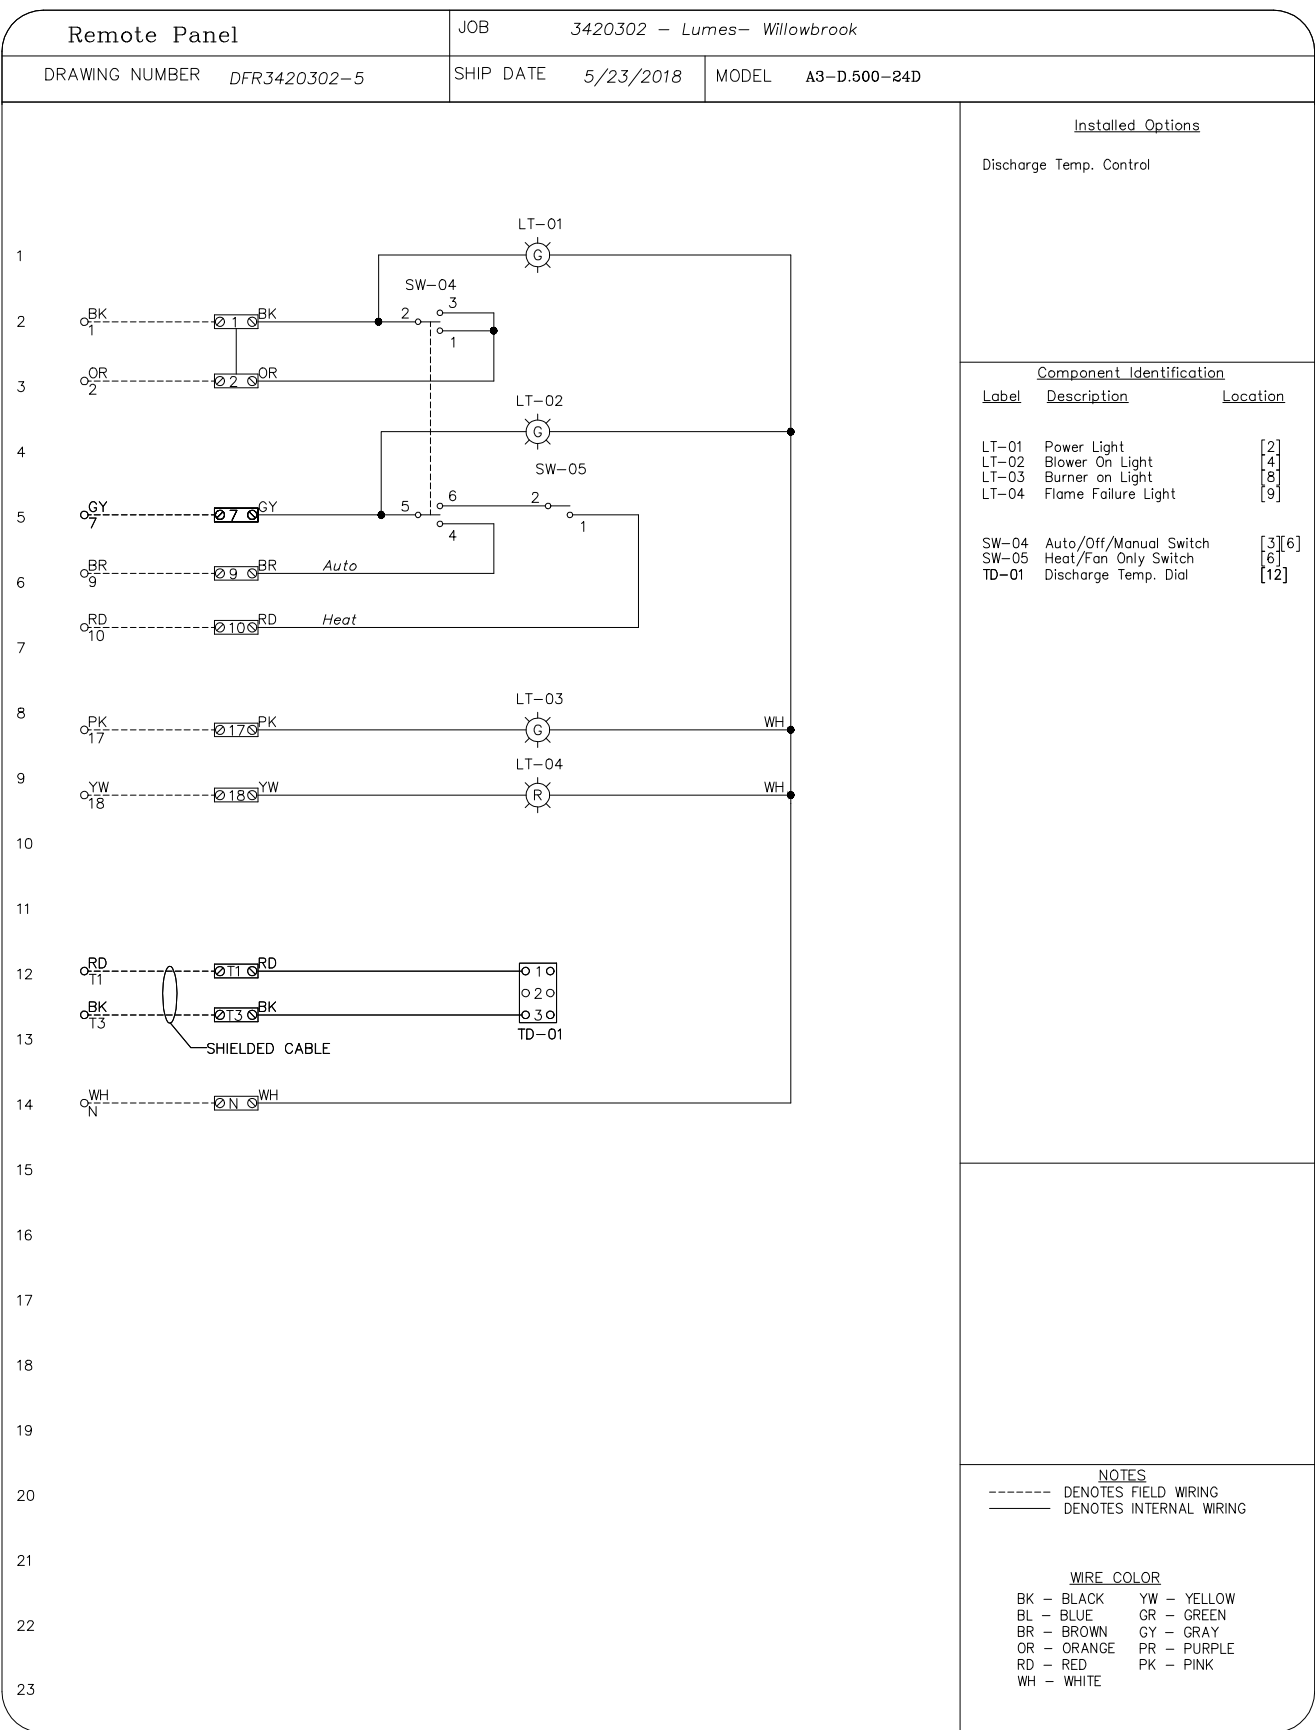 Remote Panel
JOB 3420302 - Lumes- Willowbrook
DRAWING NUMBER DFR3420302-5
SHIP DATE 5/23/2018
MODEL A3-D.500-24D
Installed Options
Discharge Temp. Control
LT-01
1 G
SW-04
3
2 BK 1 1 BK 2
1
3 OR 2 2 OR
LT-02
G
4
SW-05
6 2
5 GY 7 7 GY 5
4 1
6 BR 9 9 BR Auto
RD 10 10 RD Heat
7
LT-03
8 PK 17 17 PK G WH
LT-04
9 YW 18 18 YW R WH
10
11
12 RD T1 T1 RD 1
2
BK T3 T3 BK 3
13 TD-01
SHIELDED CABLE
14 WH N N WH
15
16
17
18
19
20
21
22
23
Component Identification
Label Description Location
LT-01 Power Light [2]
LT-02 Blower On Light [4]
LT-03 Burner on Light [8]
LT-04 Flame Failure Light [9]
SW-04 Auto/Off/Manual Switch [3][6]
SW-05 Heat/Fan Only Switch [6]
TD-01 Discharge Temp. Dial [12]
NOTES
------- DENOTES FIELD WIRING
DENOTES INTERNAL WIRING
WIRE COLOR
BK - BLACK YW - YELLOW
BL - BLUE GR - GREEN
BR - BROWN GY - GRAY
OR - ORANGE PR - PURPLE
RD - RED PK - PINK
WH - WHITE